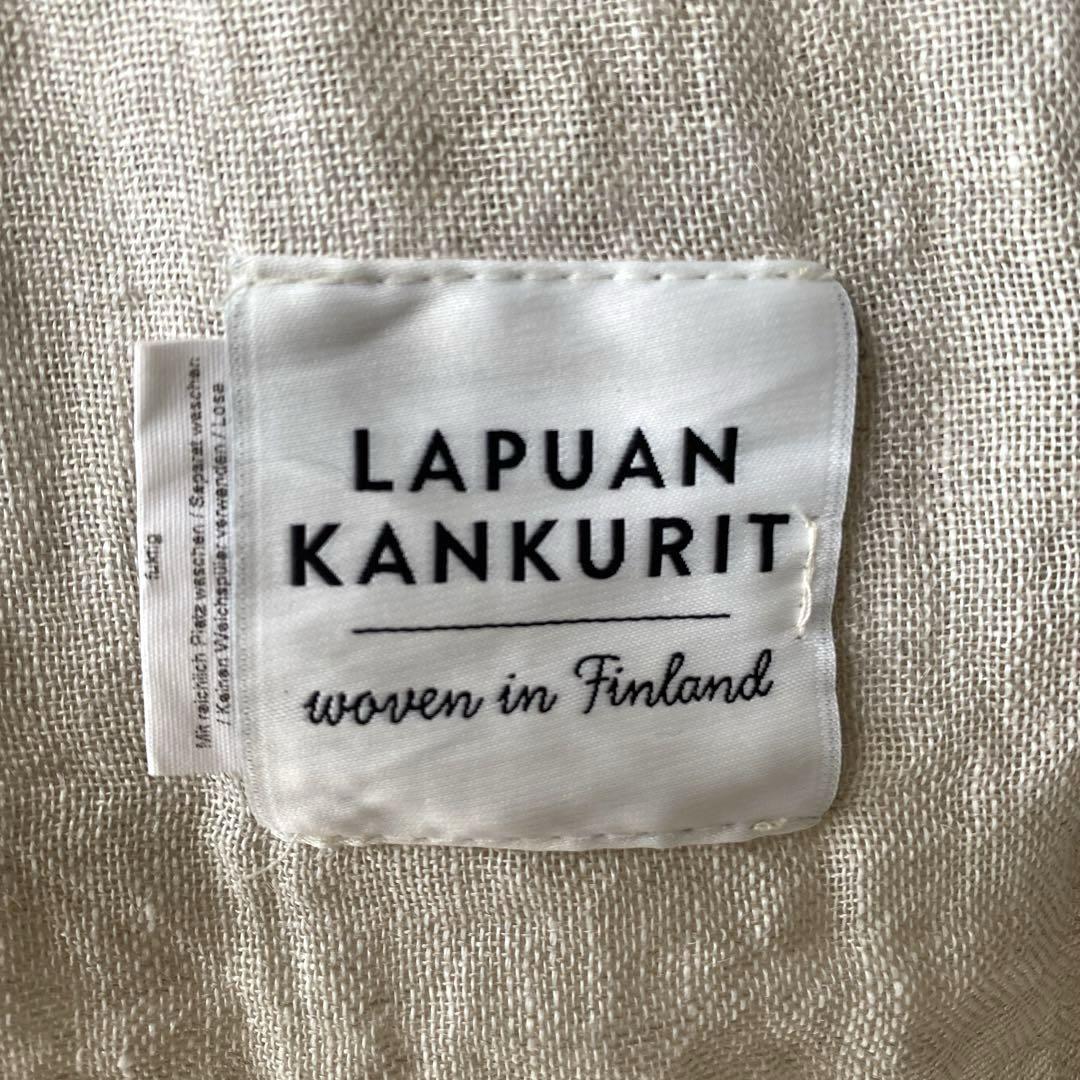 LAPUAN
KANKURIT
woven in Finland
Mit reichlich Platz waschen / Separat waschen
/ Keinen Weichspüler verwenden / Lose